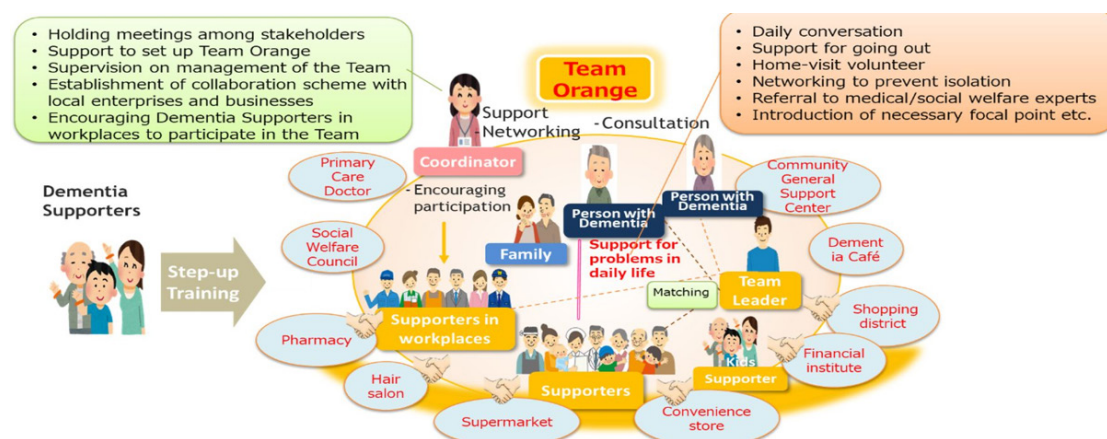 • Holding meetings among stakeholders
• Support to set up Team Orange
• Supervision on management of the Team
• Establishment of collaboration scheme with
local enterprises and businesses
• Encouraging Dementia Supporters in
workplaces to participate in the Team
Team
Orange
• Daily conversation
• Support for going out
• Home-visit volunteer
• Networking to prevent isolation
• Referral to medical/social welfare experts
• Introduction of necessary focal point etc.
Support
- Networking
- Consultation
Coordinator
- Encouraging
participation
Primary
Care
Doctor
Community
General
Support
Center
Dementia
Supporters
Step-up
Training
Social
Welfare
Council
Family
Person with
Dementia
Person with
Dementia
Support for
problems in
daily life
Dement
ia Café
Matching
Team
Leader
Supporters in
workplaces
Shopping
district
Pharmacy
Hair
salon
Supermarket
Supporters
Kids
Supporter
Convenience
store
Financial
institute